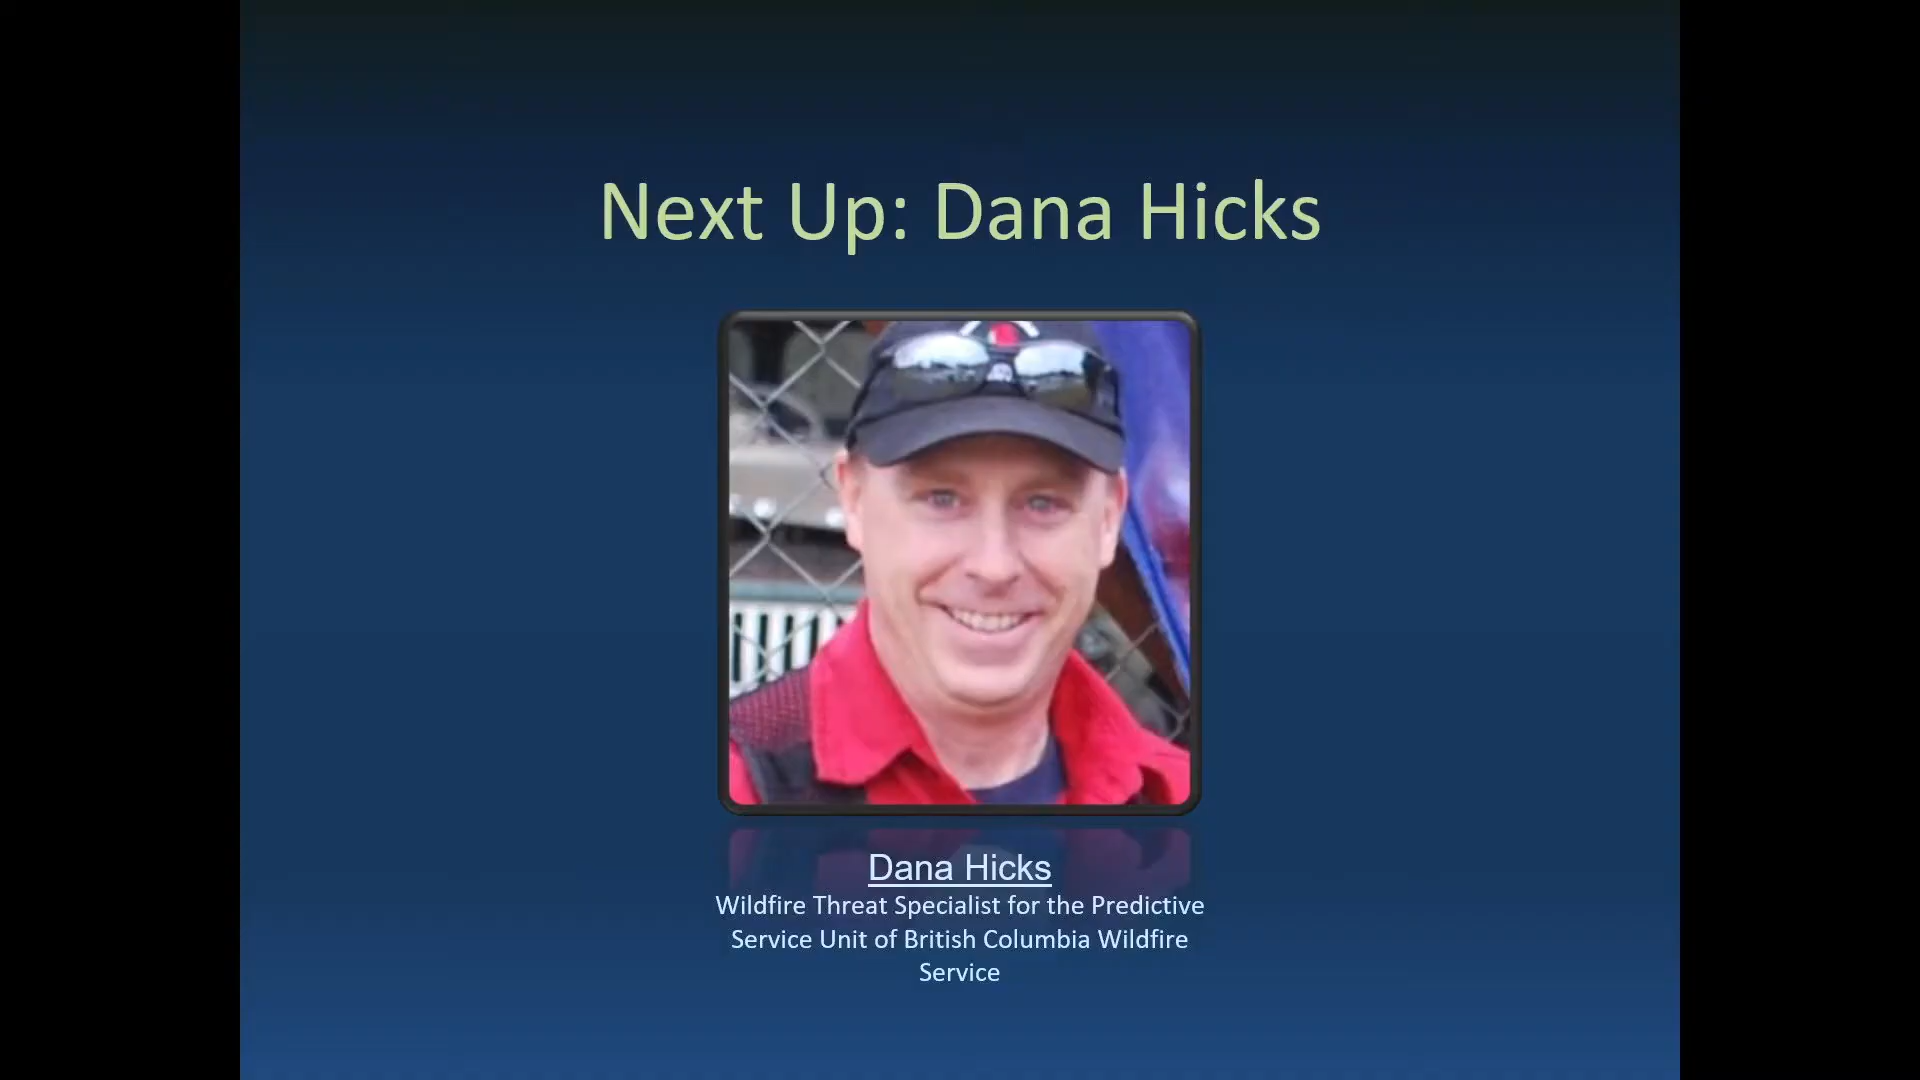 Next Up: Dana Hicks
Dana Hicks
Wildfire Threat Specialist for the Predictive
Service Unit of British Columbia Wildfire
Service